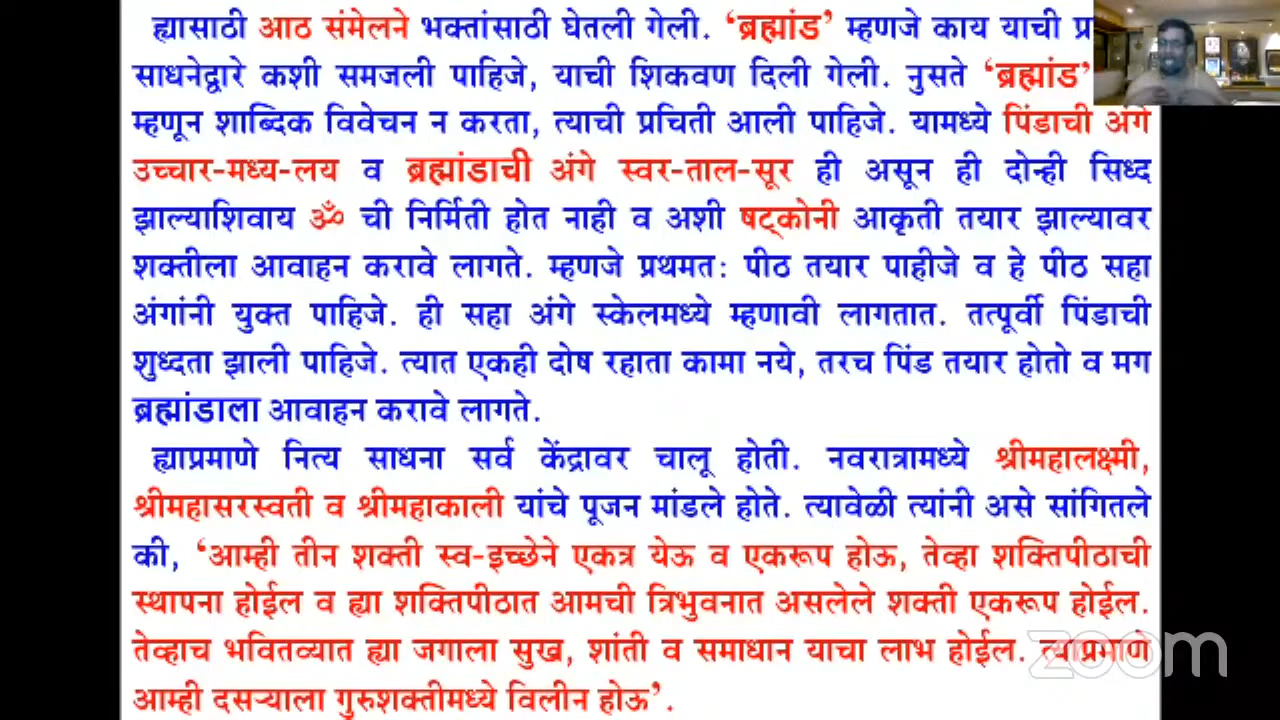 ह्यासाठी आठ संमेलने भक्तांसाठी घेतली गेली. ‘ब्रह्मांड’ म्हणजे काय याची
साधनेद्वारे कशी समजली पाहिजे, याची शिकवण दिली गेली. नुसते ‘ब्रह्मांड’
म्हणून शाब्दिक विवेचन न करता, त्याची प्रचिती आली पाहिजे. यामध्ये पिंडाची अंगे
उच्चार-मध्य-लय व ब्रह्मांडाची अंगे स्वर-ताल-सूर ही असून ही दोन्ही सिध्द
झाल्याशिवाय ॐ ची निर्मिती होत नाही व अशी षट्कोनी आकृती तयार झाल्यावर
शक्तीला आवाहन करावे लागते. म्हणजे प्रथमतः पीठ तयार पाहीजे व हे पीठ सहा
अंगांनी युक्त पाहिजे. ही सहा अंगे स्केलमध्ये म्हणावी लागतात. तत्पूर्वी पिंडाची
शुध्दता झाली पाहिजे. त्यात एकही दोष रहाता कामा नये, तरच पिंड तयार होतो व मग
ब्रह्मांडाला आवाहन करावे लागते.
ह्याप्रमाणे नित्य साधना सर्व केंद्रावर चालू होती. नवरात्रामध्ये श्रीमहालक्ष्मी,
श्रीमहासरस्वती व श्रीमहाकाली यांचे पूजन मांडले होते. त्यावेळी त्यांनी असे सांगितले
की, ‘आम्ही तीन शक्ती स्व-इच्छेने एकत्र येऊ व एकरूप होऊ, तेव्हा शक्तिपीठाची
स्थापना होईल व ह्या शक्तिपीठात आमची त्रिभुवनात असलेले शक्ती एकरूप होईल.
तेव्हाच भवितव्यात ह्या जगाला सुख, शांती व समाधान याचा लाभ होईल. त्याप्रमाणे
आम्ही दसऱ्याला गुरुशक्तीमध्ये विलीन होऊ’.
zoom